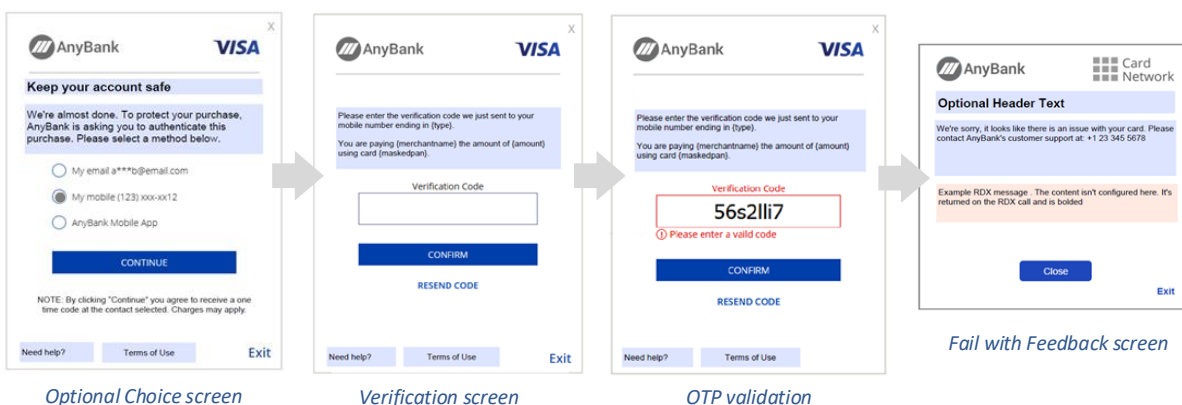 X
AnyBank
VISA
Keep your account safe
We're almost done. To protect your purchase,
AnyBank is asking you to authenticate this
purchase. Please select a method below.
My email a***b@email.com
My mobile (123) xxx-xx12
AnyBank Mobile App
CONTINUE
NOTE: By clicking "Continue" you agree to receive a one
time code at the contact selected. Charges may apply.
Need help?
Terms of Use
Exit
Optional Choice screen
X
AnyBank
VISA
Please enter the verification code we just sent to your
mobile number ending in {type}.
You are paying {merchantname} the amount of {amount}
using card {maskedpan}.
Verification Code
CONFIRM
RESEND CODE
Need help?
Terms of Use
Exit
Verification screen
X
AnyBank
VISA
Please enter the verification code we just sent to your
mobile number ending in {type}.
You are paying {merchantname} the amount of {amount}
using card {maskedpan}.
Verification Code
56s2lli7
Please enter a vaild code
CONFIRM
RESEND CODE
Need help?
Terms of Use
OTP validation
AnyBank
Card
Network
Optional Header Text
We're sorry, it looks like there is an issue with your card. Please
contact AnyBank's customer support at: +1 23 345 5678
Example RDX message . The content isn't configured here. It's
returned on the RDX call and is bolded
Close
Exit
Fail with Feedback screen